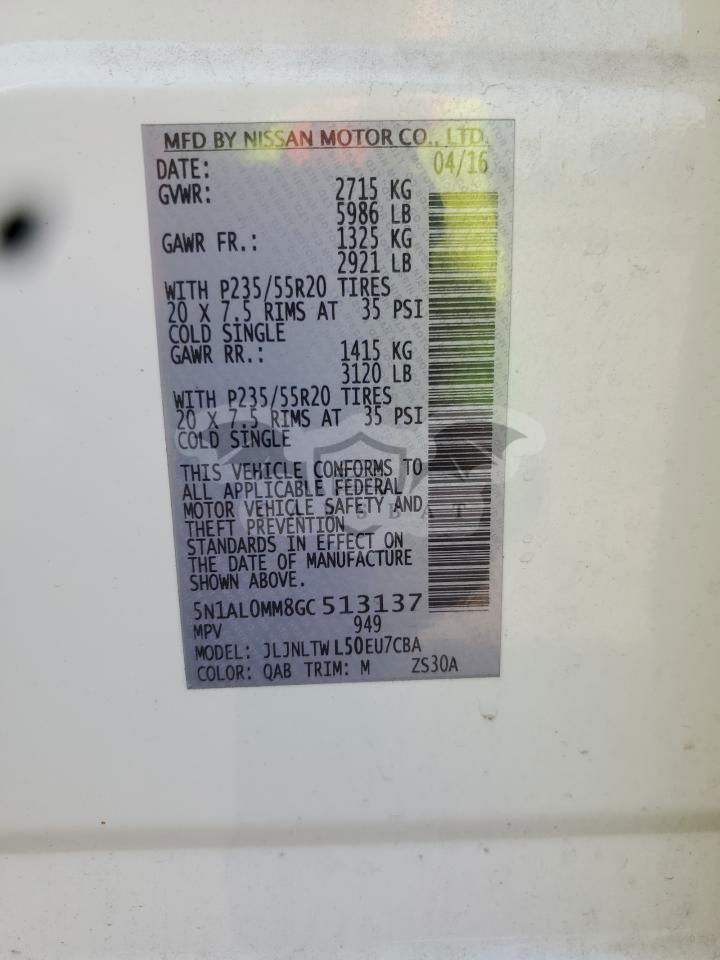 MFD BY NISSAN MOTOR CO., LTD.
DATE: 04/16
GVWR: 2715 KG
5986 LB
GAWR FR.: 1325 KG
2921 LB
WITH P235/55R20 TIRES
20 X 7.5 RIMS AT 35 PSI
COLD SINGLE
GAWR RR.: 1415 KG
3120 LB
WITH P235/55R20 TIRES
20 X 7.5 RIMS AT 35 PSI
COLD SINGLE
THIS VEHICLE CONFORMS TO
ALL APPLICABLE FEDERAL
MOTOR VEHICLE SAFETY AND
THEFT PREVENTION
STANDARDS IN EFFECT ON
THE DATE OF MANUFACTURE
SHOWN ABOVE.
5N1AL0MM8GC 513137
MPV 949
MODEL: JLJNLTW L50EU7CBA
COLOR: QAB TRIM: M ZS30A